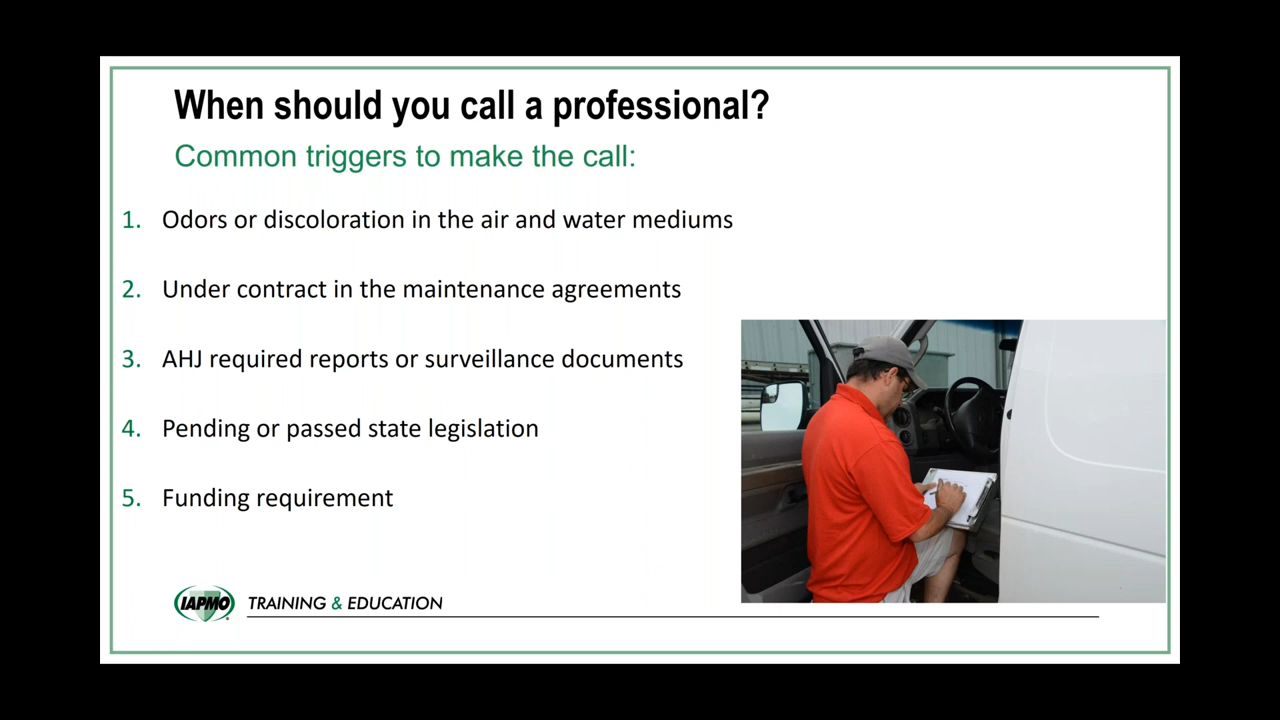 When should you call a professional?
Common triggers to make the call:
1. Odors or discoloration in the air and water mediums
2. Under contract in the maintenance agreements
3. AHJ required reports or surveillance documents
4. Pending or passed state legislation
5. Funding requirement
IAPMO TRAINING & EDUCATION